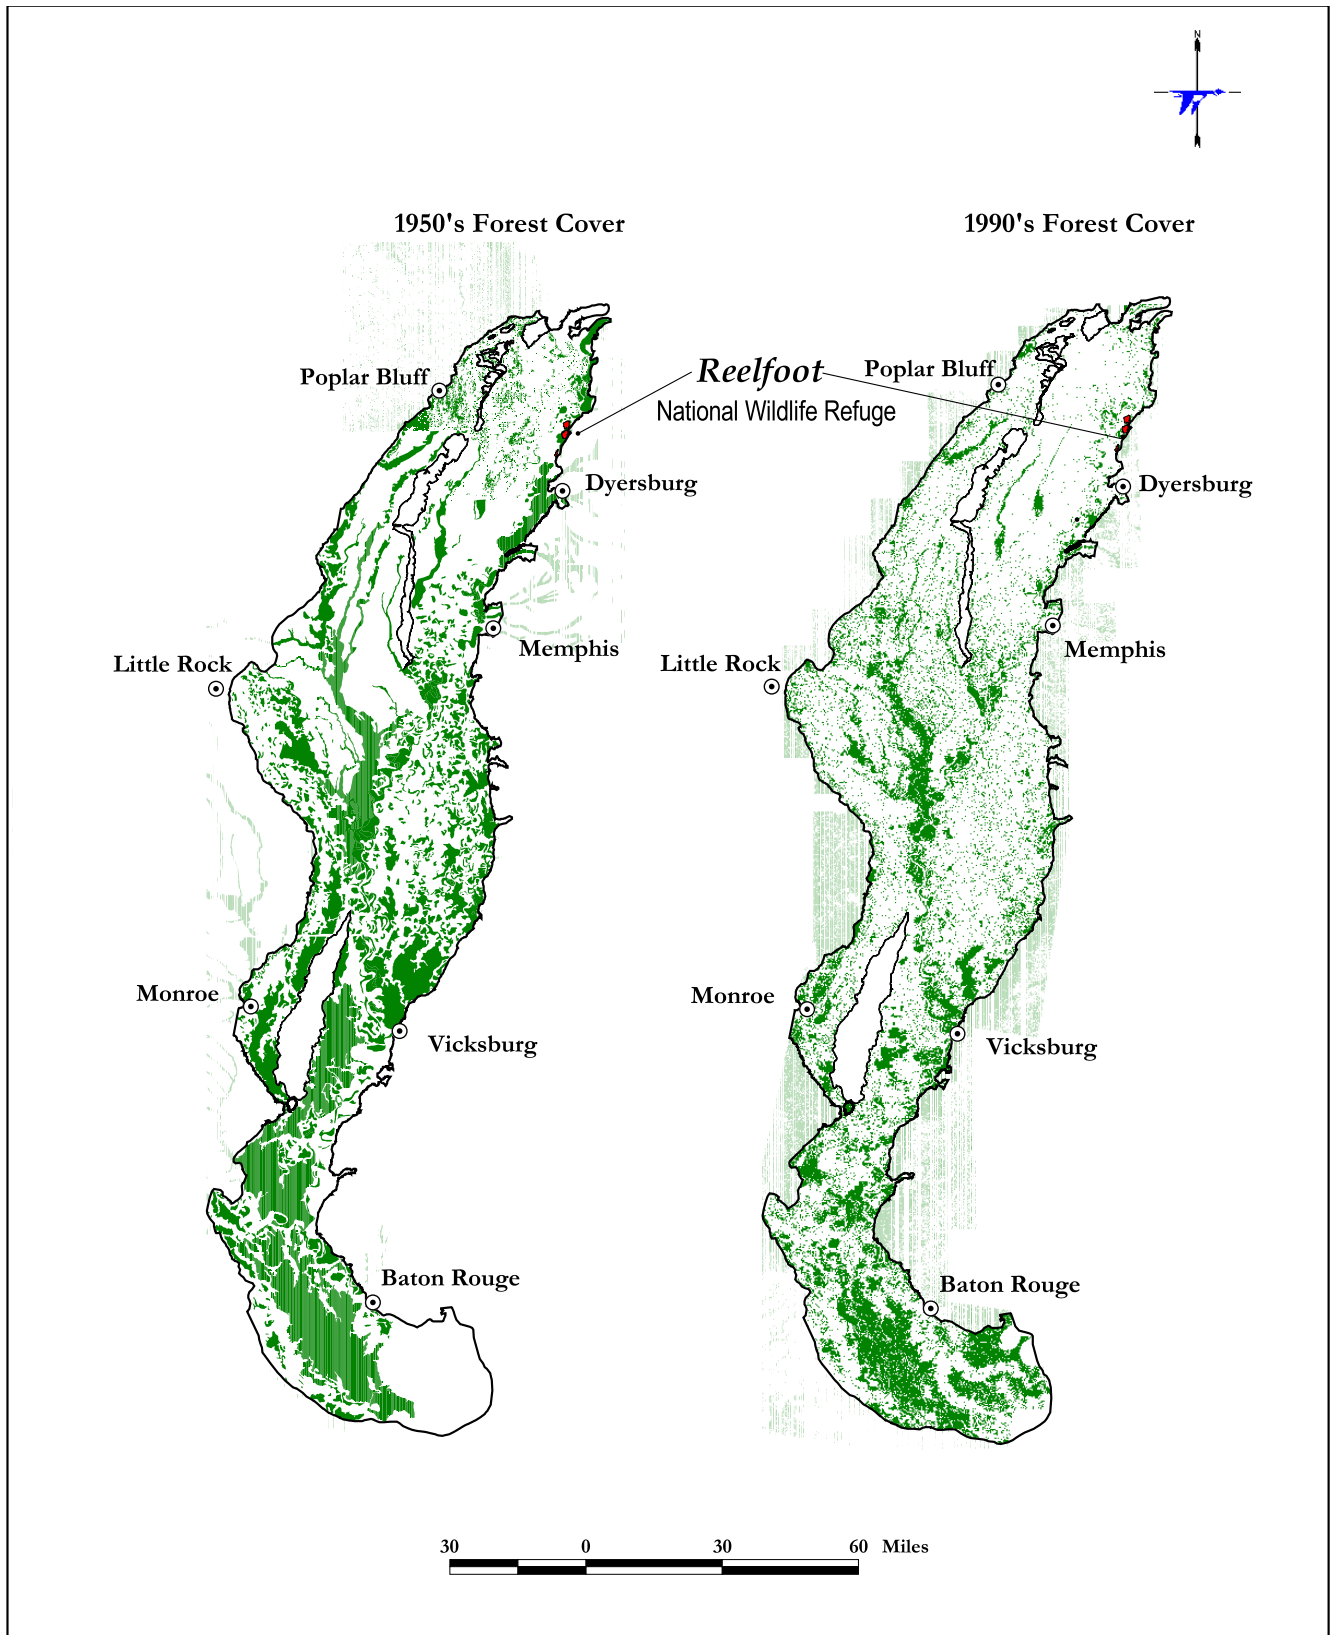 N
1950's Forest Cover
1990's Forest Cover
Poplar Bluff
Reelfoot
National Wildlife Refuge
Poplar Bluff
Dyersburg
Dyersburg
Little Rock
Memphis
Little Rock
Memphis
Monroe
Vicksburg
Monroe
Vicksburg
Baton Rouge
Baton Rouge
30 0 30 60 Miles